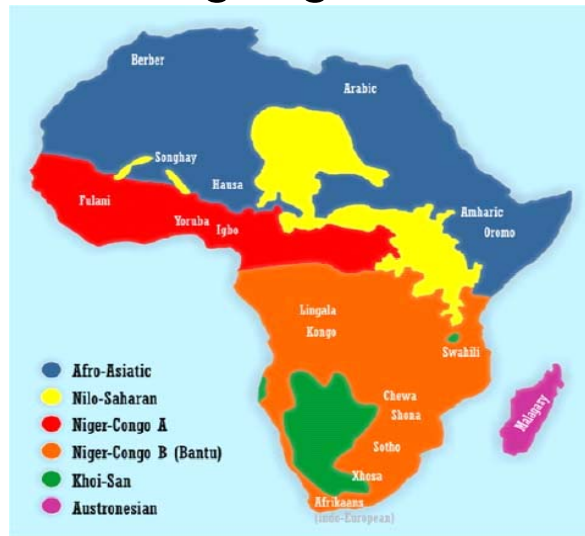 Berber
Arabic
Songhay
Hausa
Fulani
Yoruba
Igbo
Amharic
Oromo
Lingala
Kongo
Swahili
Chewa
Shona
Sotho
Xhosa
Malagasy
Afrikaans
(Indo-European)
Afro-Asiatic
Nilo-Saharan
Niger-Congo A
Niger-Congo B (Bantu)
Khoi-San
Austronesian